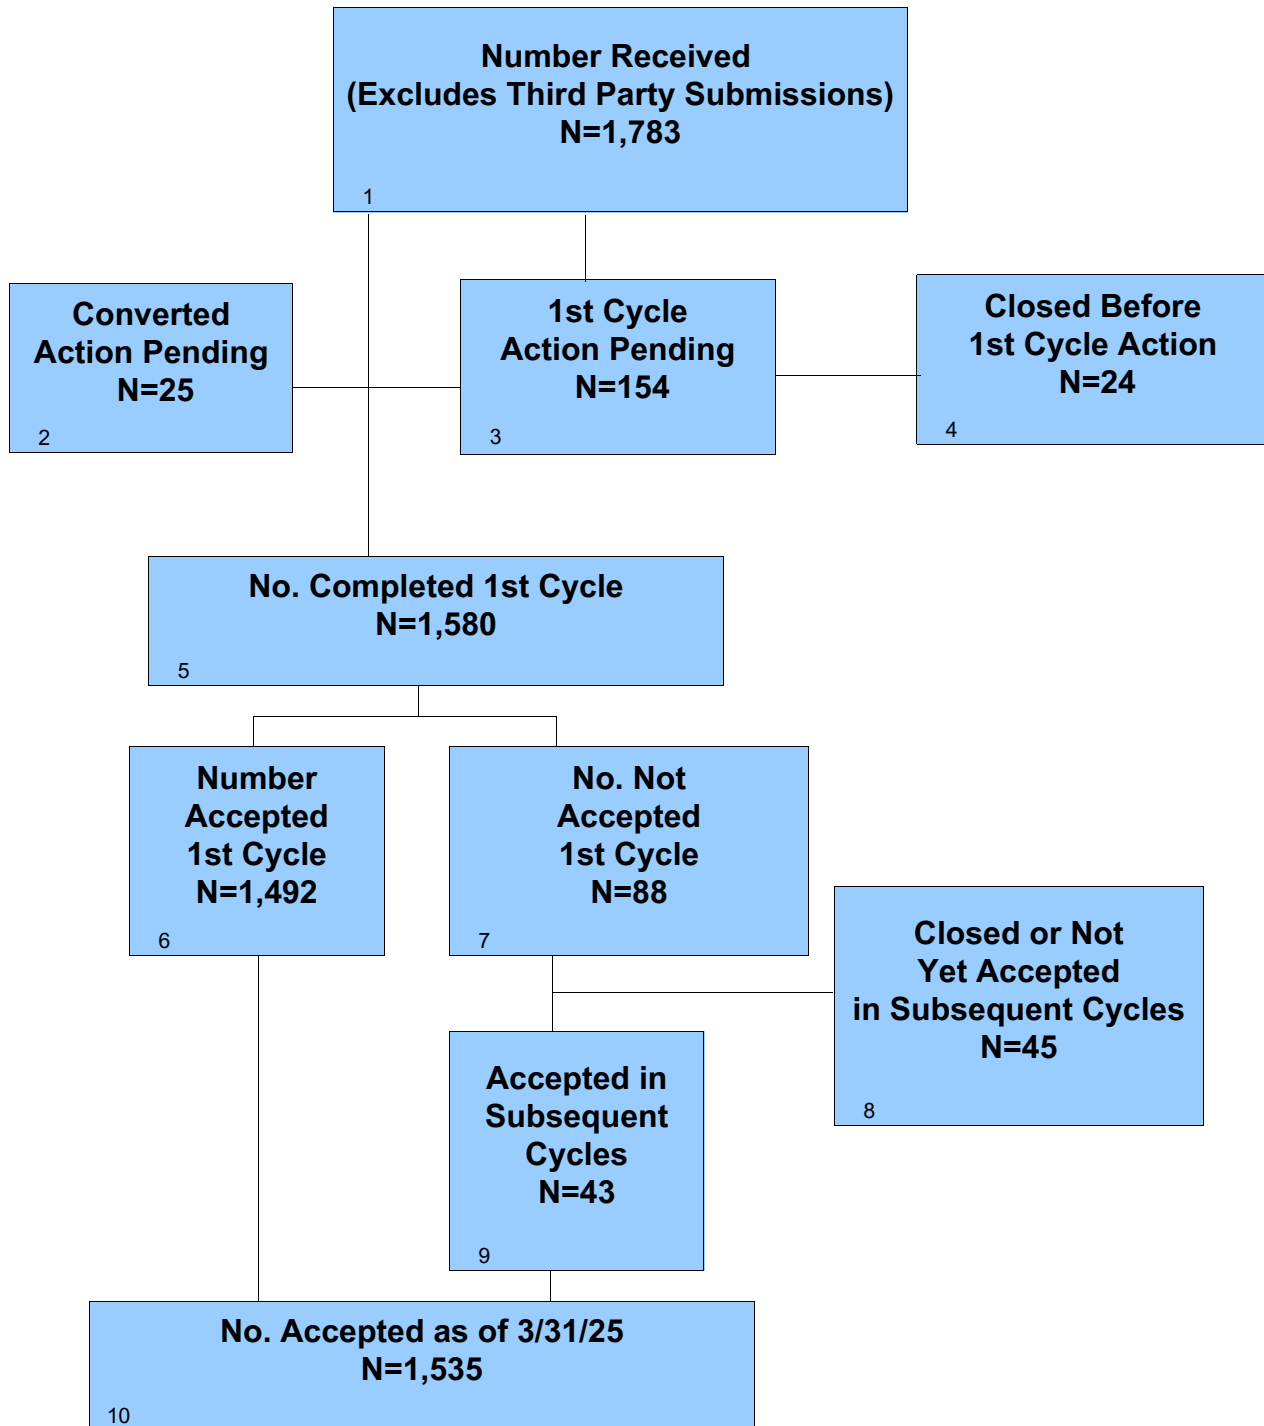 Number Received
(Excludes Third Party Submissions)
N=1,783
1
Converted
Action Pending
N=25
2
1st Cycle
Action Pending
N=154
3
Closed Before
1st Cycle Action
N=24
4
No. Completed 1st Cycle
N=1,580
5
Number
Accepted
1st Cycle
N=1,492
6
No. Not
Accepted
1st Cycle
N=88
7
Closed or Not
Yet Accepted
in Subsequent Cycles
N=45
8
Accepted in
Subsequent
Cycles
N=43
9
No. Accepted as of 3/31/25
N=1,535
10